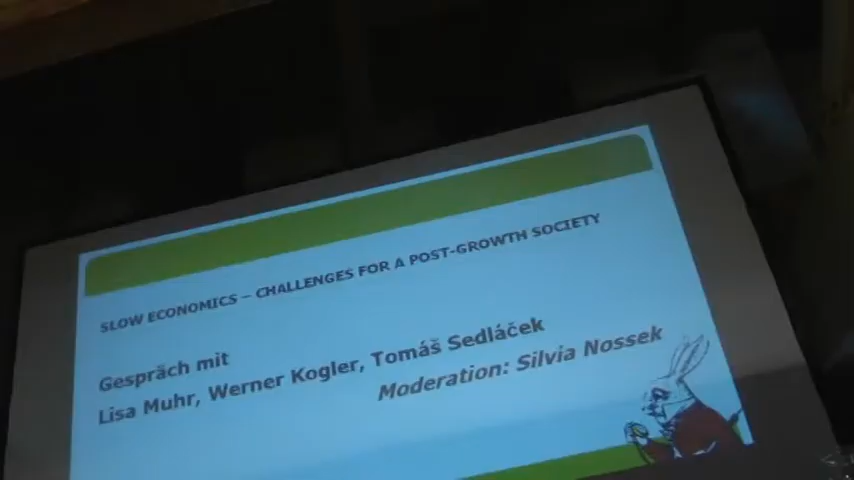 SLOW ECONOMICS – CHALLENGES FOR A POST-GROWTH SOCIETY
Gespräch mit
Lisa Muhr, Werner Kogler, Tomáš Sedláček
Moderation: Silvia Nossek